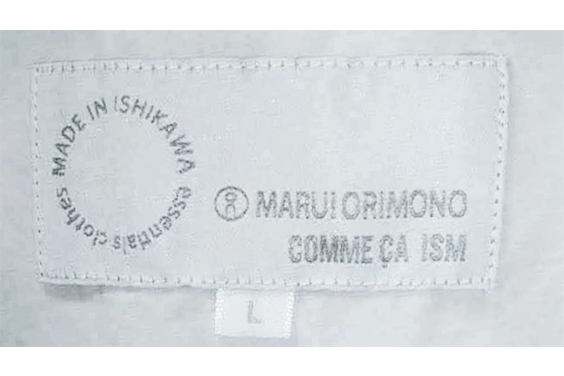 MADE IN ISHIKAWA essentials clothes
Ⓡ MARUI ORIMONO
COMME ÇA ISM
L